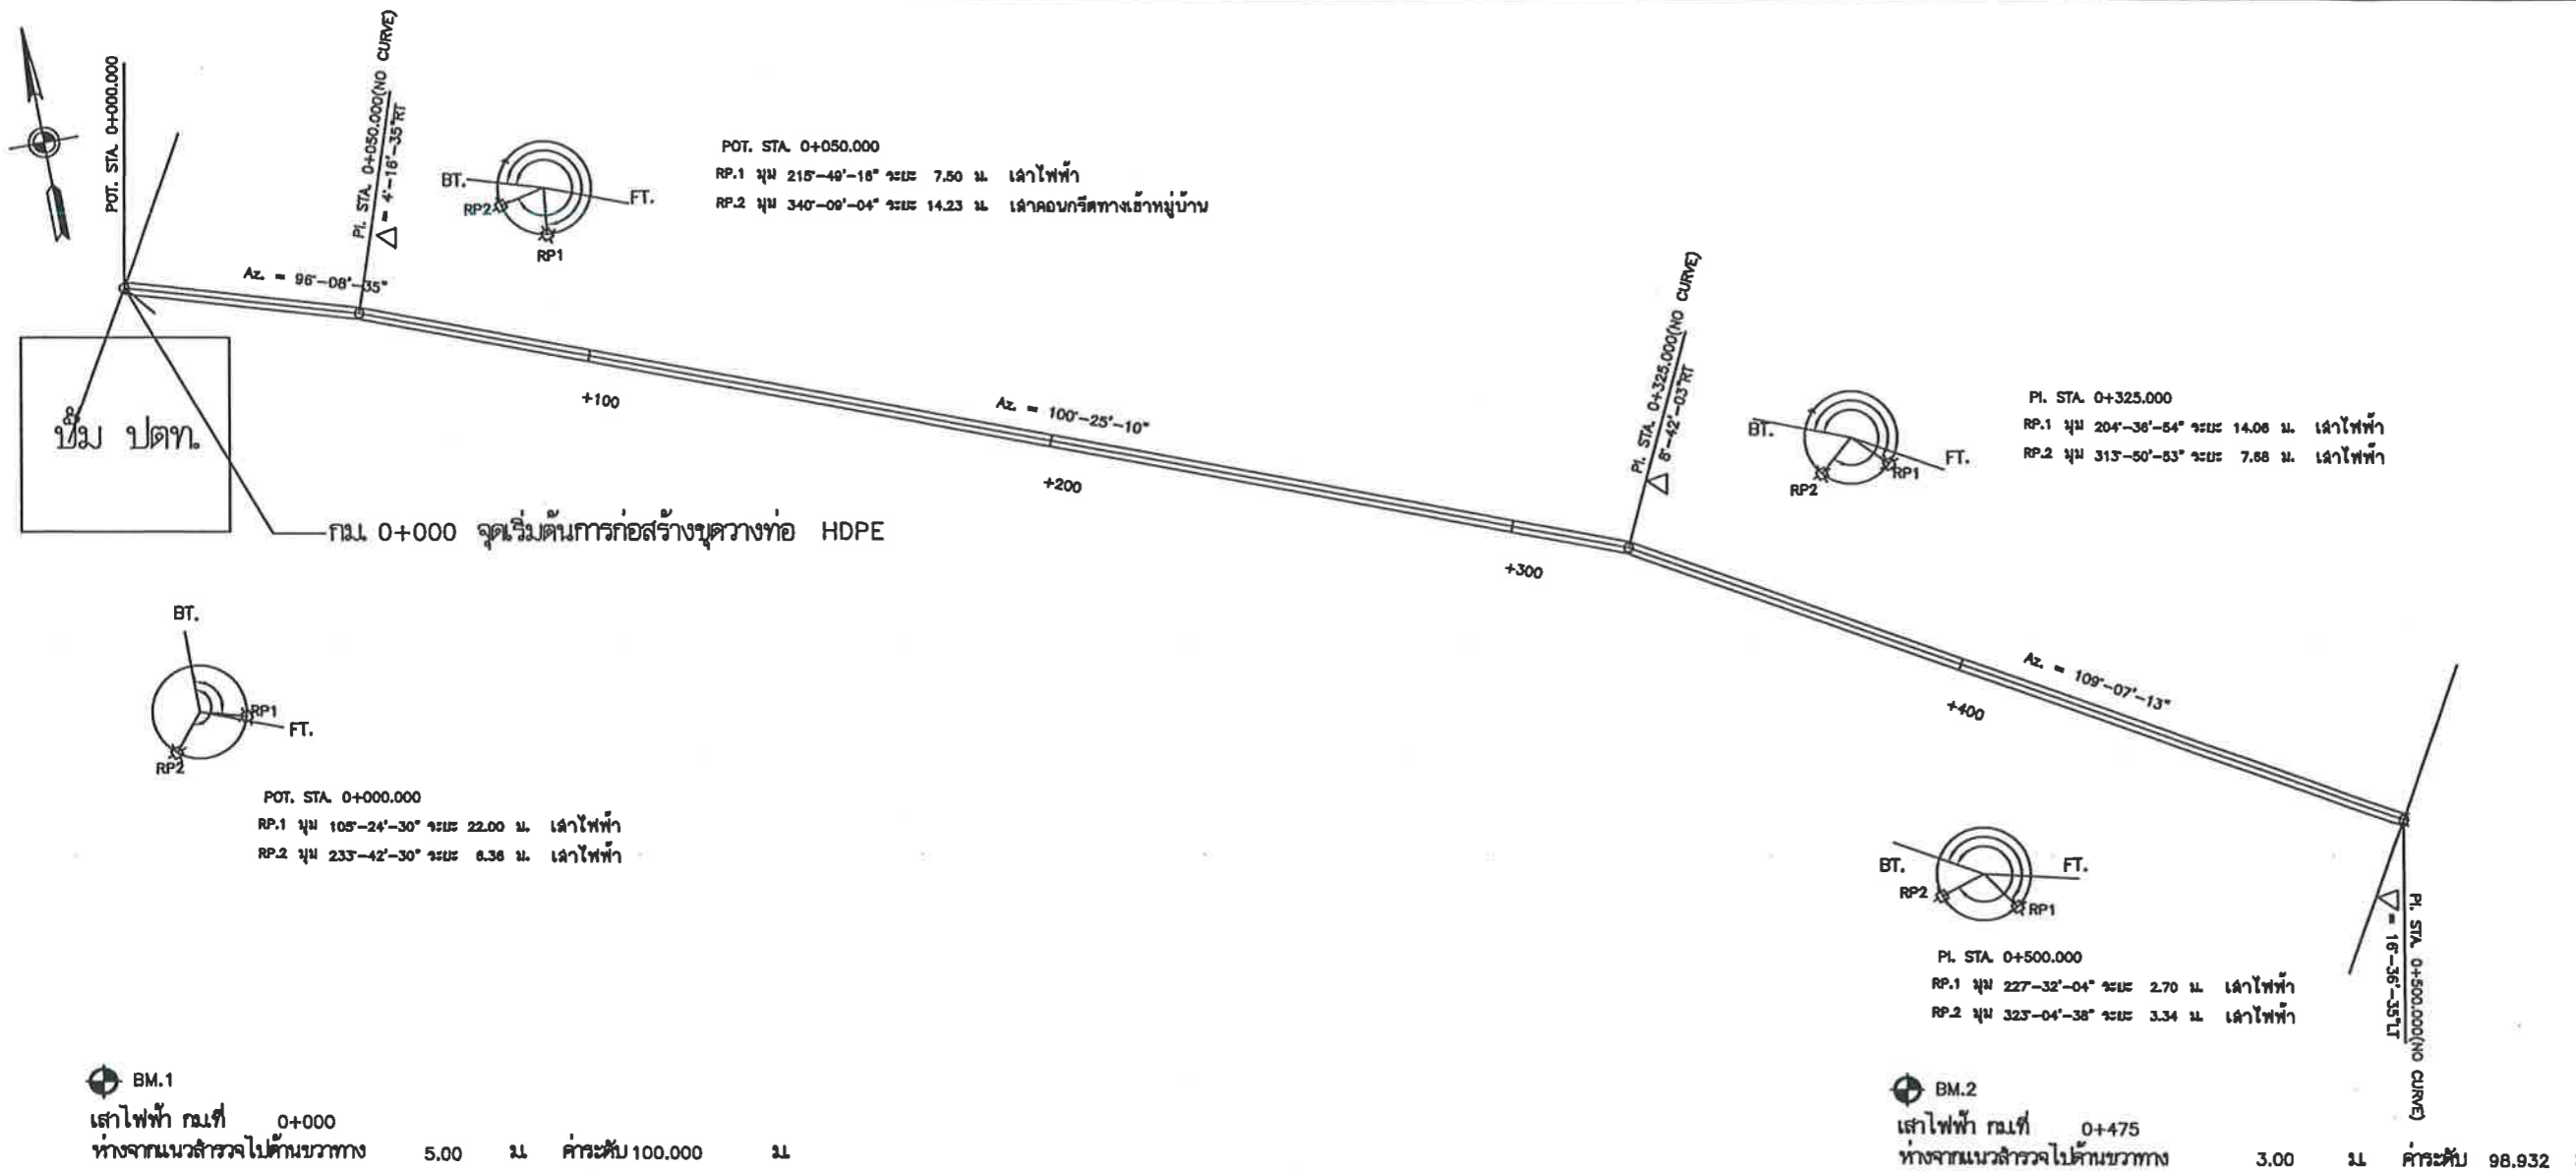 POT. STA. 0+000.000
PI. STA. 0+050.000(NO CURVE)
△ = 4°-16'-35"RT
Az. = 96°-08'-35"
BT.
FT.
RP2
RP1
POT. STA. 0+050.000
RP.1 มุม 215°-49'-16" ระยะ 7.50 ม. เสาไฟฟ้า
RP.2 มุม 340°-09'-04" ระยะ 14.23 ม. เสาคอนกรีตทางเข้าหมู่บ้าน
ปั๊ม ปตท.
กม. 0+000 จุดเริ่มต้นการก่อสร้างขุดวางท่อ HDPE
+100
Az. = 100°-25'-10"
+200
+300
PI. STA. 0+325.000(NO CURVE)
△ 8°-42'-03"RT
BT.
FT.
RP2
RP1
PI. STA. 0+325.000
RP.1 มุม 204°-36'-54" ระยะ 14.06 ม. เสาไฟฟ้า
RP.2 มุม 313°-50'-53" ระยะ 7.68 ม. เสาไฟฟ้า
Az. = 109°-07'-13"
+400
BT.
RP1
FT.
RP2
POT. STA. 0+000.000
RP.1 มุม 105°-24'-30" ระยะ 22.00 ม. เสาไฟฟ้า
RP.2 มุม 233°-42'-30" ระยะ 6.36 ม. เสาไฟฟ้า
BT.
FT.
RP2
RP1
PI. STA. 0+500.000
RP.1 มุม 227°-32'-04" ระยะ 2.70 ม. เสาไฟฟ้า
RP.2 มุม 323°-04'-38" ระยะ 3.34 ม. เสาไฟฟ้า
PI. STA. 0+500.000(NO CURVE)
△ = 16°-36'-35"LT
BM.1
เสาไฟฟ้า กม.ที่ 0+000
ห่างจากแนวสำรวจไปด้านขวาทาง 5.00 ม. ค่าระดับ 100.000 ม.
BM.2
เสาไฟฟ้า กม.ที่ 0+475
ห่างจากแนวสำรวจไปด้านขวาทาง 3.00 ม. ค่าระดับ 98.932